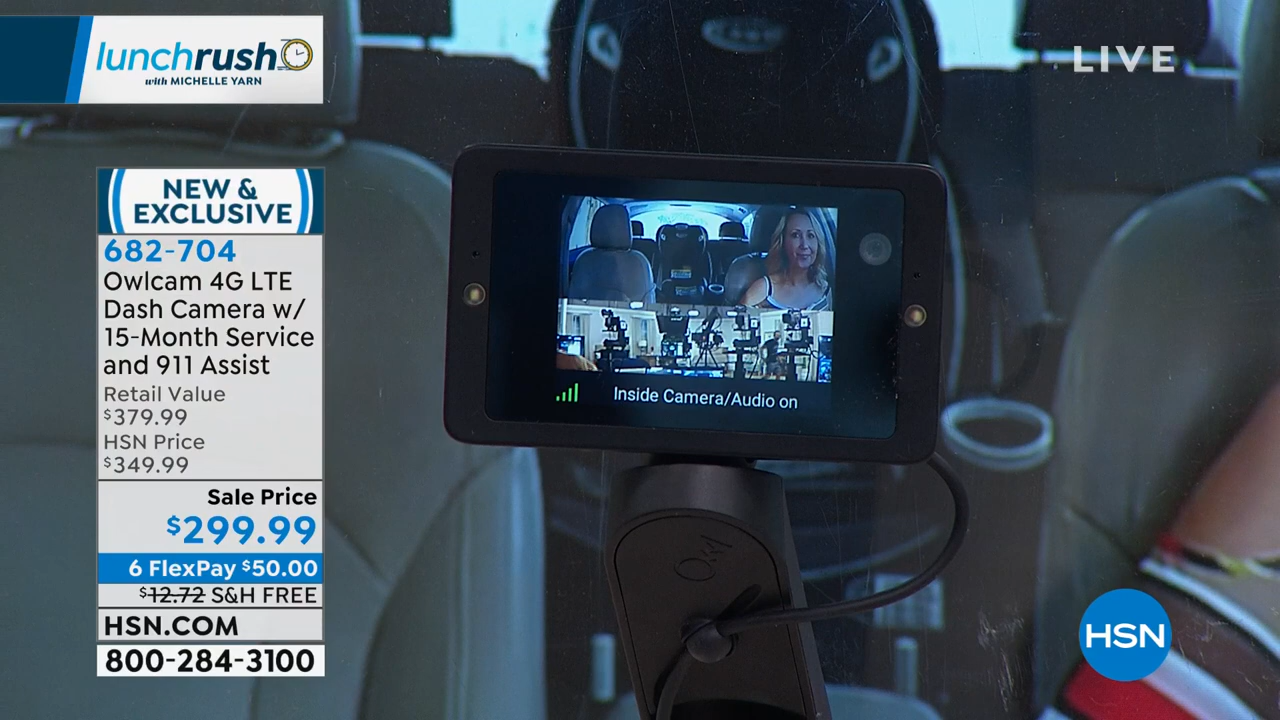 lunchrush
with MICHELLE YARN
LIVE
NEW &
EXCLUSIVE
682-704
Owlcam 4G LTE
Dash Camera w/
15-Month Service
and 911 Assist
Retail Value
$379.99
HSN Price
$349.99
Sale Price
$299.99
6 FlexPay $50.00
$12.72 S&H FREE
HSN.COM
800-284-3100
Inside Camera/Audio on
Owl
HSN